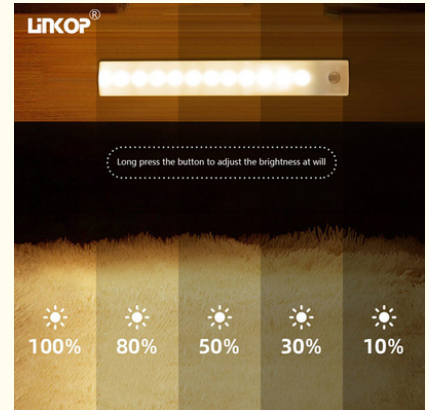 LINKOP®
Long press the button to adjust the brightness at will
100% 80% 50% 30% 10%